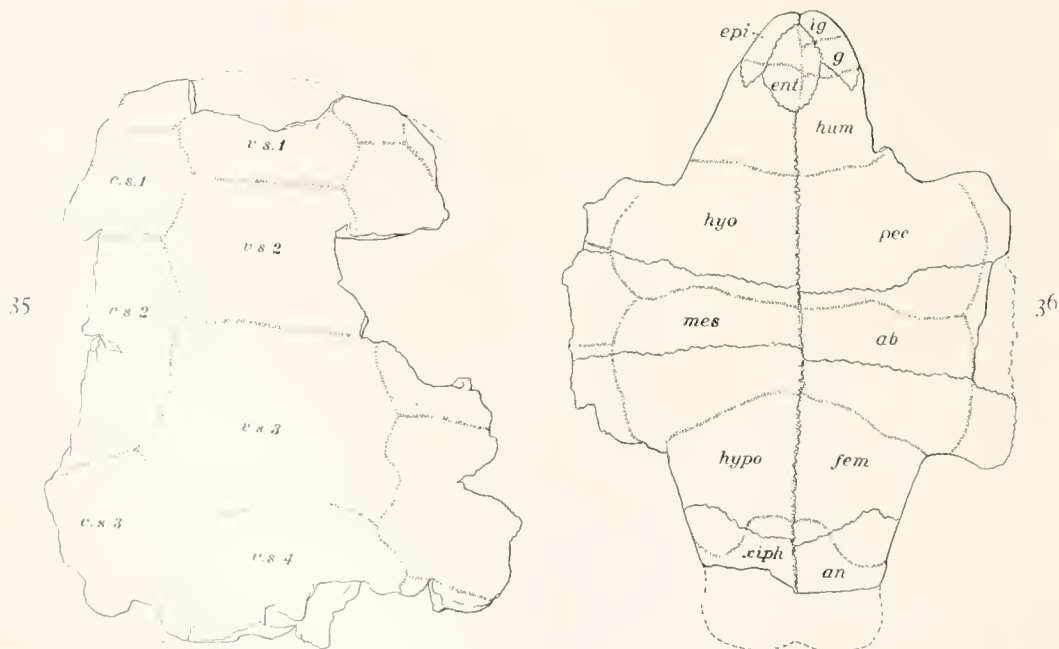 epi
ig
g
ent
v s.1
hum
c.s.1
hyo
pec
v s 2
35
c s 2
36
mes
ab
v s 3
hypo
fem
c.s 3
v.s 4
xiph
an